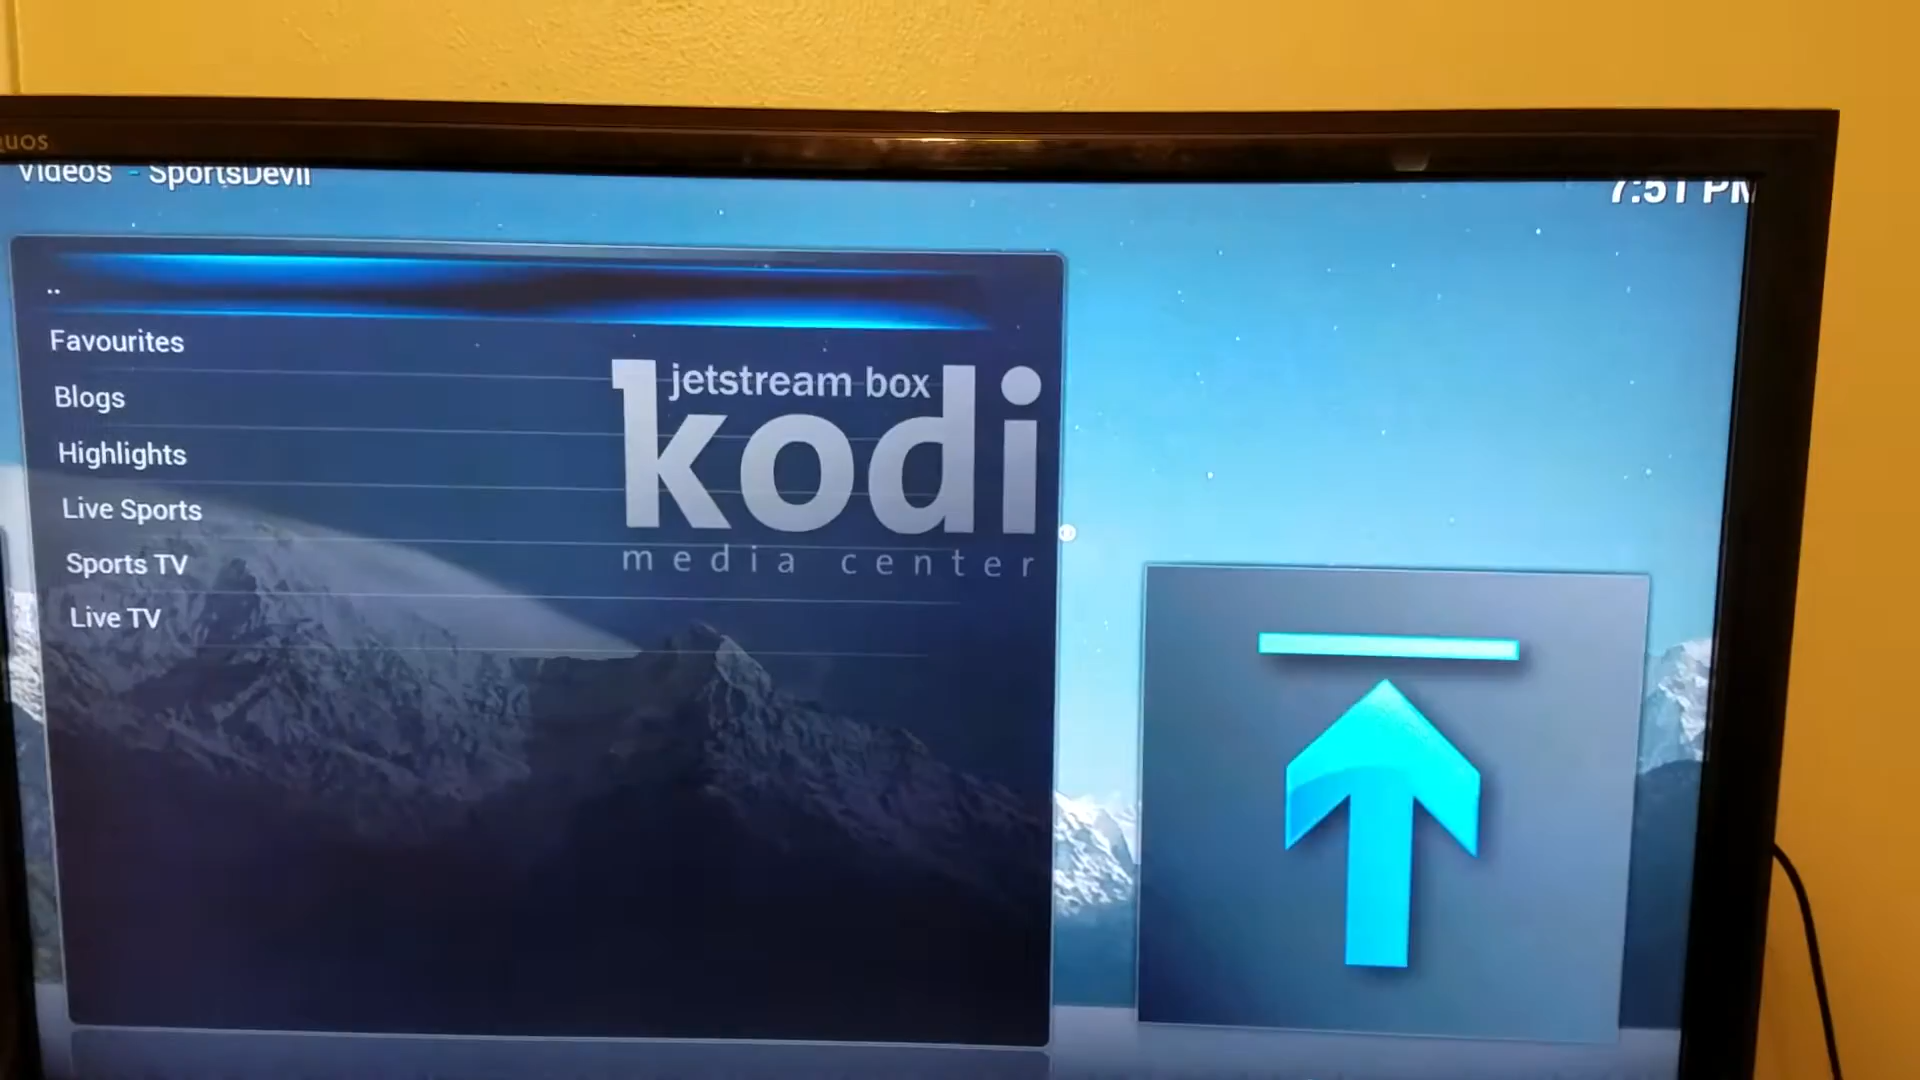 QUOS
Videos - SportsDevil
7:51 PM
..
Favourites
Blogs
Highlights
Live Sports
Sports TV
Live TV
jetstream box
kodi
media center